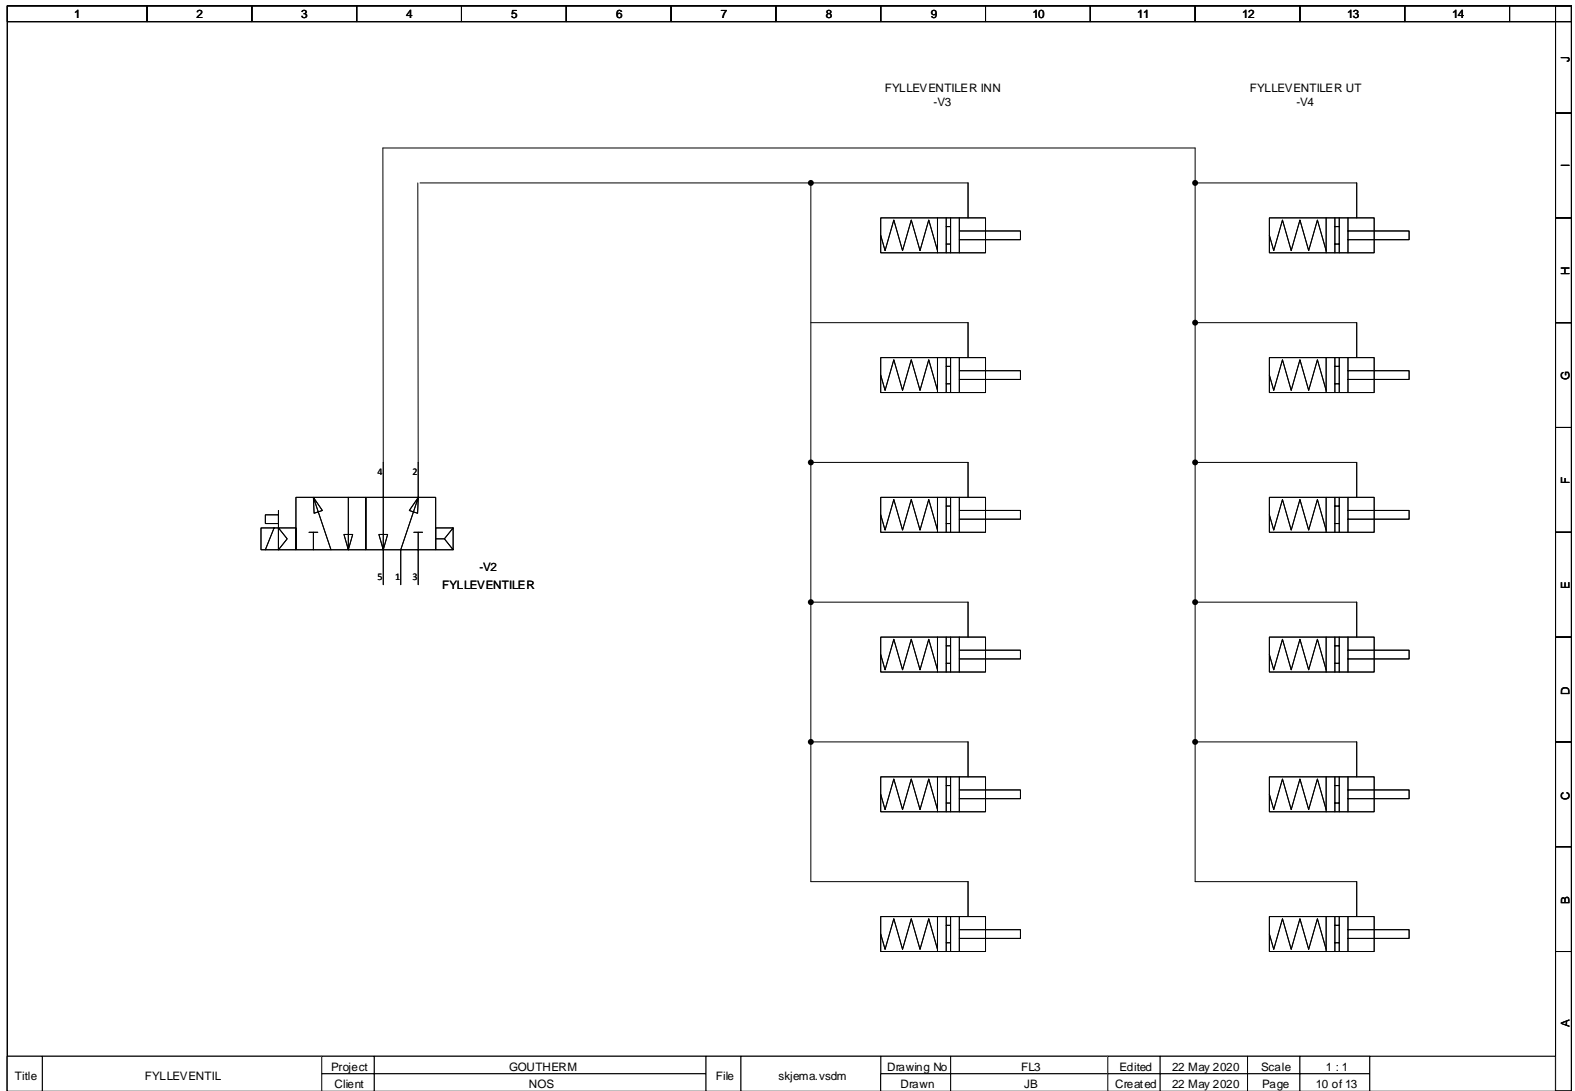 1 2 3 4 5 6 7 8 9 10 11 12 13 14
J
FYLLEVENTILER INN
-V3
FYLLEVENTILER UT
-V4
I
H
G
F
4 2
E
-V2
FYLLEVENTILER
5 1 3
D
C
B
A
Title FYLLEVENTIL
Project GOUTHERM
Client NOS
File skjema.vsdm
Drawing No FL3
Drawn JB
Edited 22 May 2020
Created 22 May 2020
Scale 1 : 1
Page 10 of 13